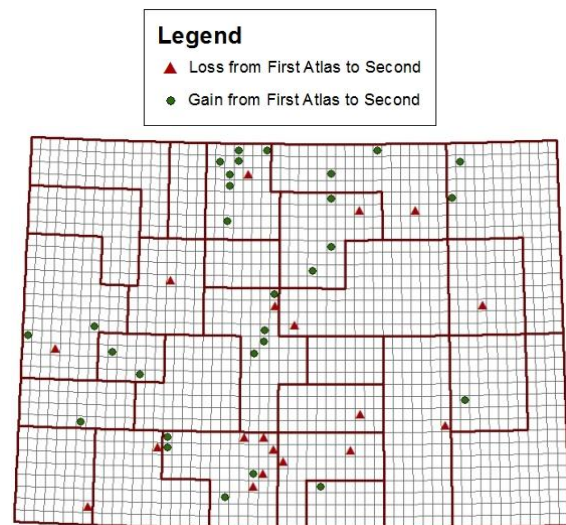 Legend
Loss from First Atlas to Second
Gain from First Atlas to Second